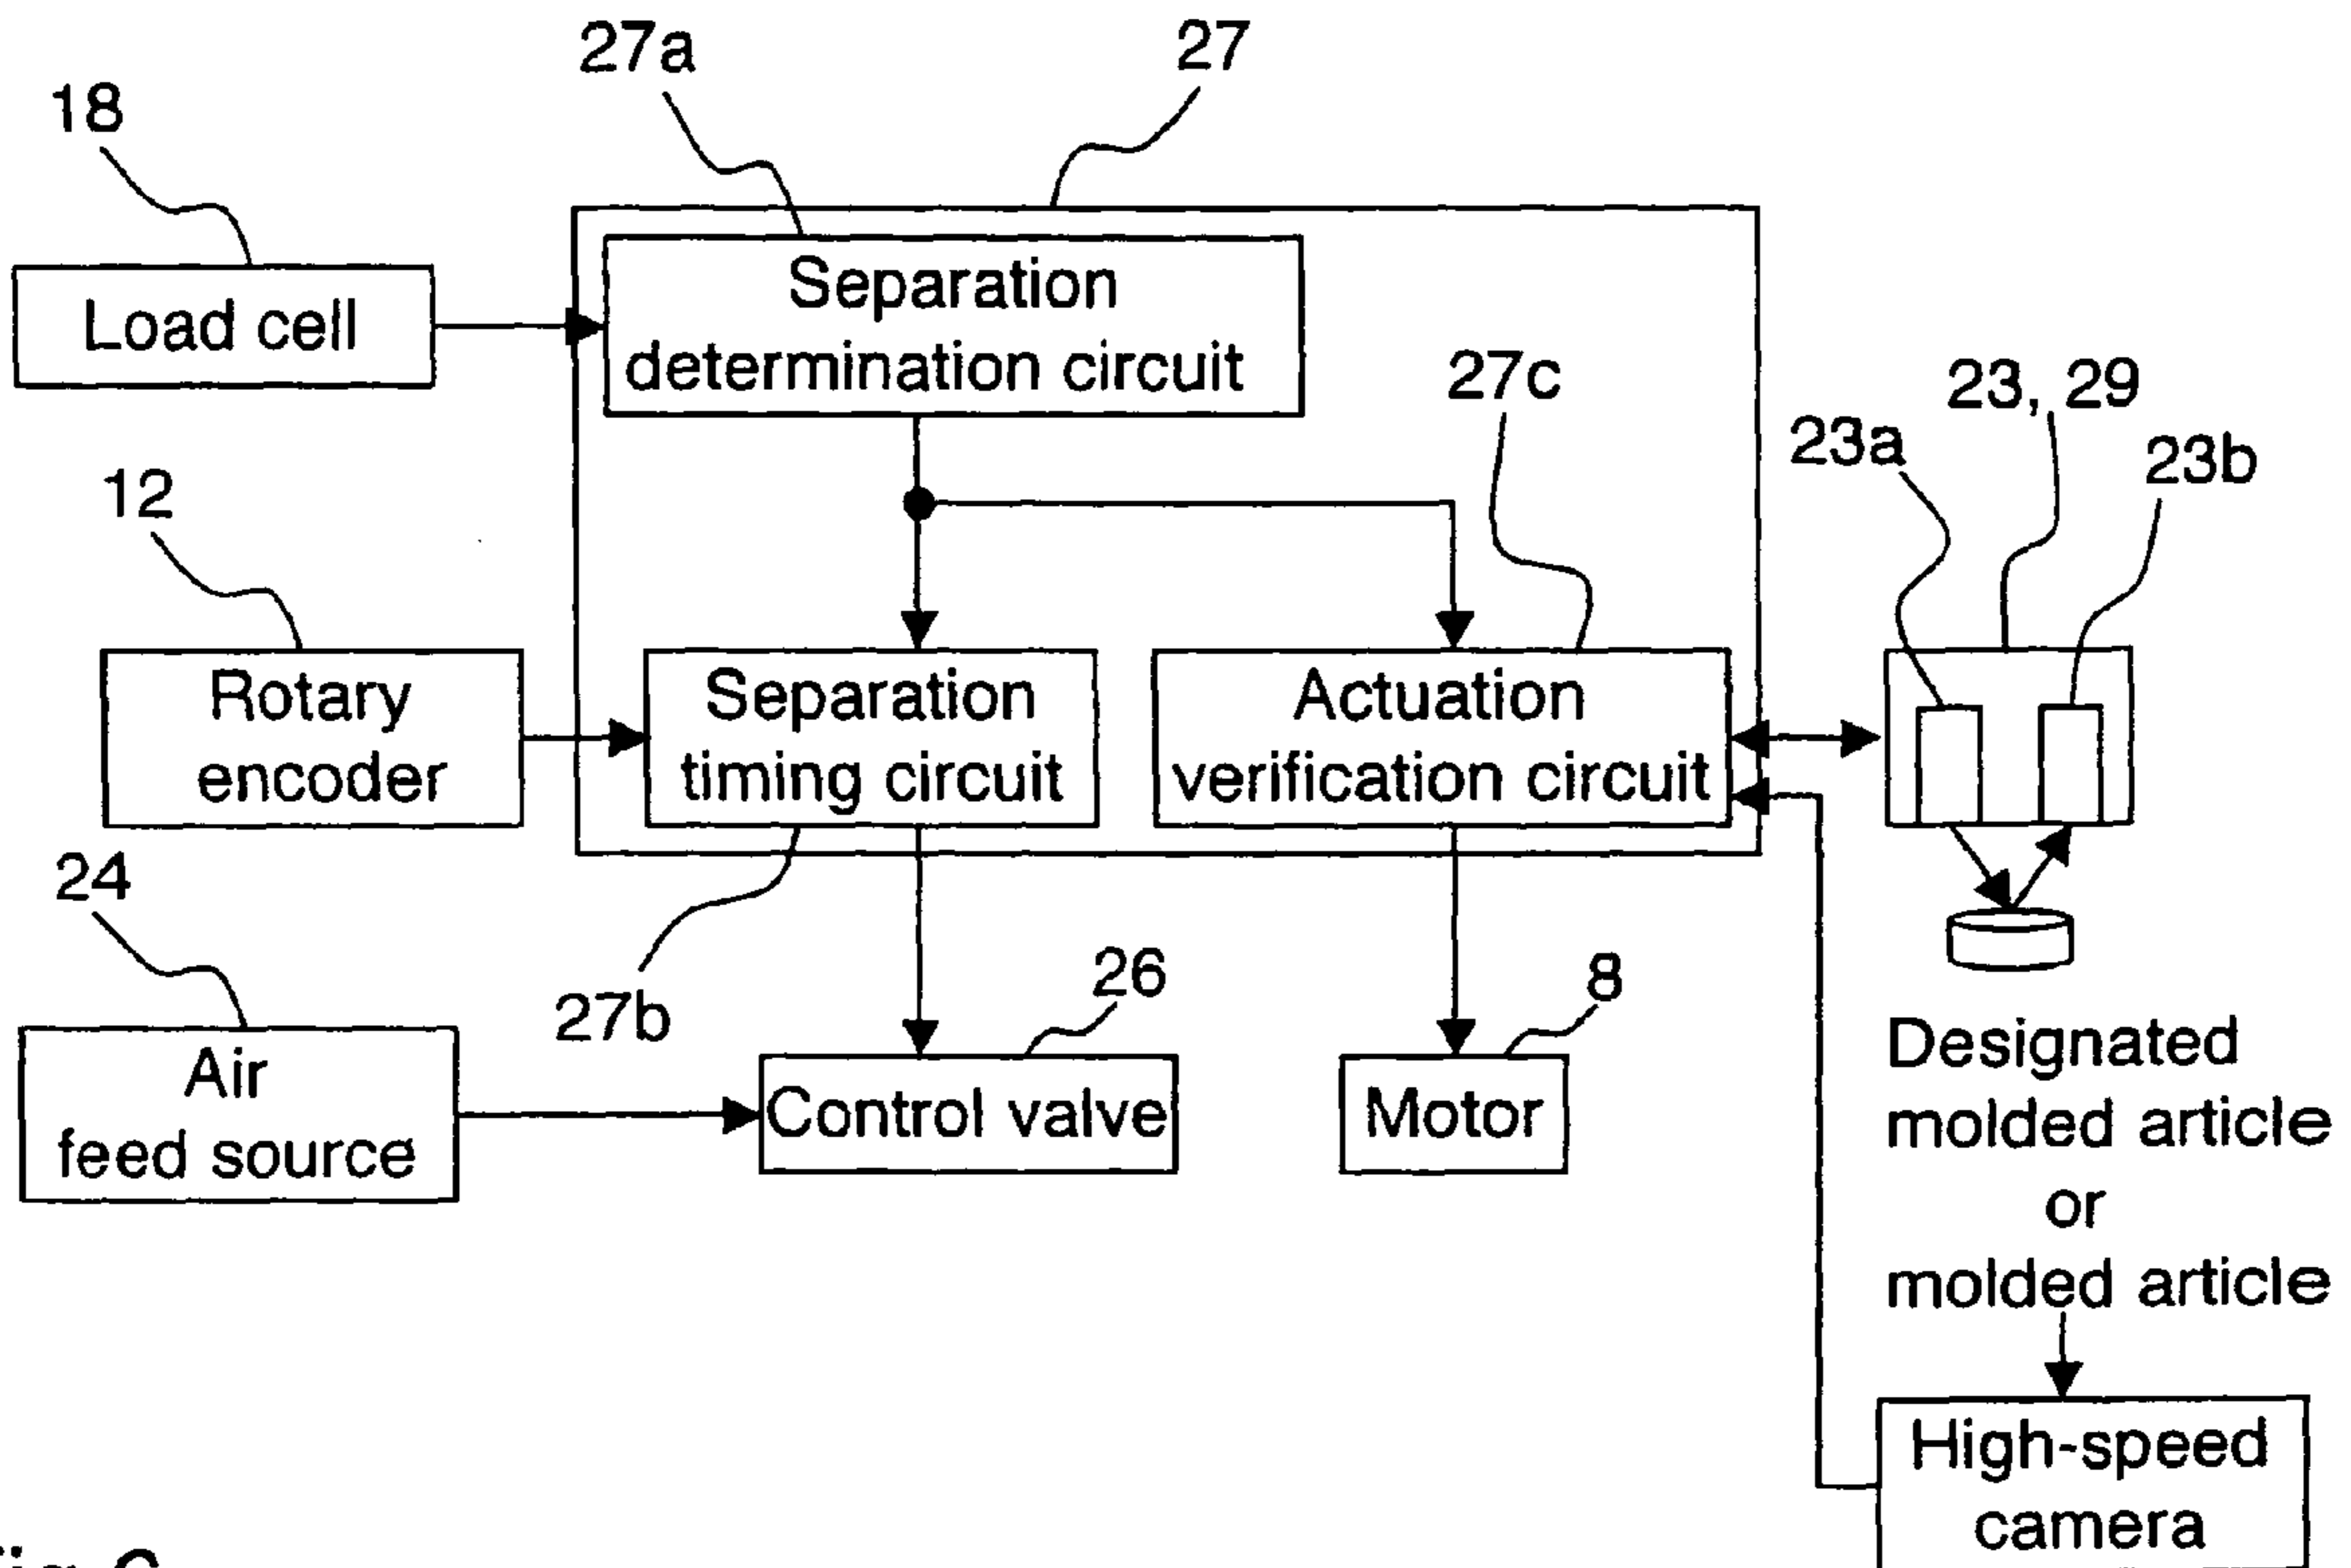 27a
27
18
Separation
determination circuit
Load cell
27c
23, 29
23a
23b
12
Rotary
encoder
Separation
timing circuit
Actuation
verification circuit
24
27b
26
8
Air
feed source
Control valve
Motor
Designated
molded article
or
molded article
High-speed
camera